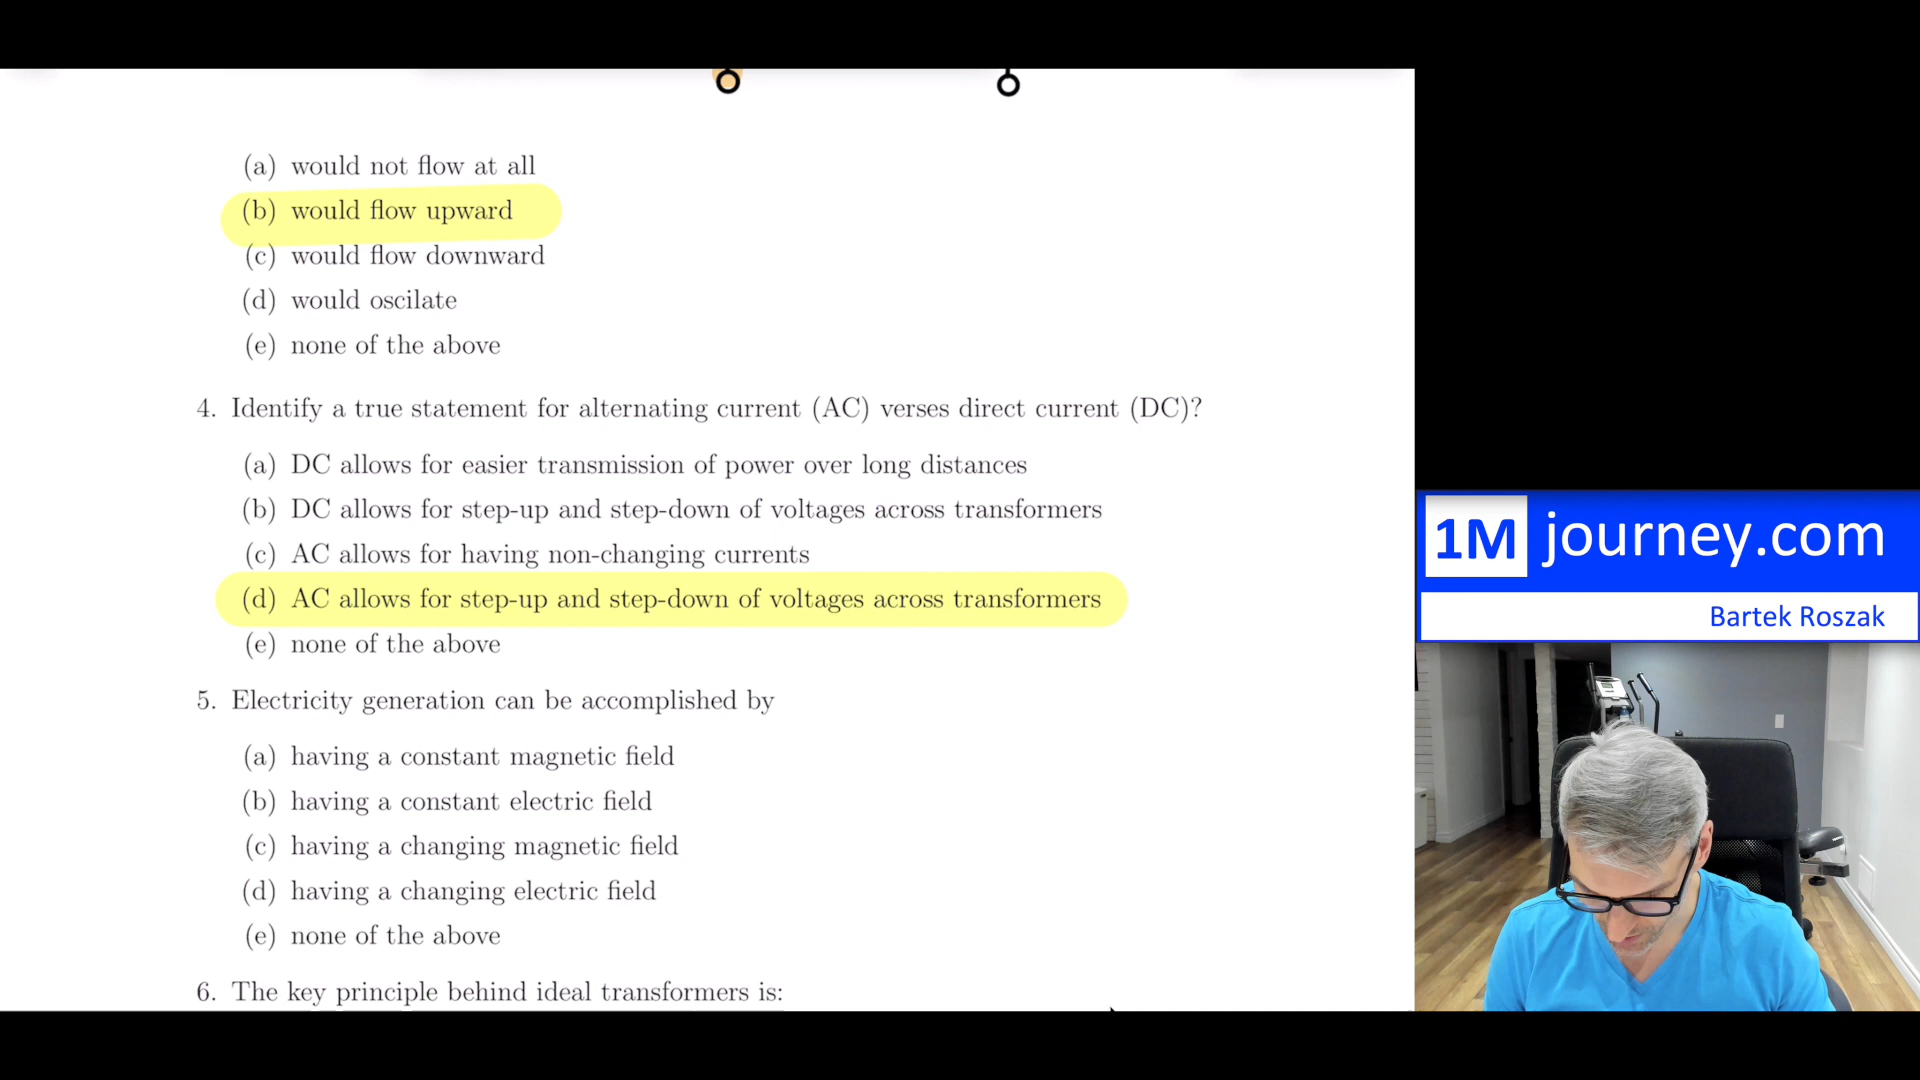 (a) would not flow at all
(b) would flow upward
(c) would flow downward
(d) would oscilate
(e) none of the above
4. Identify a true statement for alternating current (AC) verses direct current (DC)?
(a) DC allows for easier transmission of power over long distances
(b) DC allows for step-up and step-down of voltages across transformers
(c) AC allows for having non-changing currents
(d) AC allows for step-up and step-down of voltages across transformers
(e) none of the above
5. Electricity generation can be accomplished by
(a) having a constant magnetic field
(b) having a constant electric field
(c) having a changing magnetic field
(d) having a changing electric field
(e) none of the above
6. The key principle behind ideal transformers is:
1M journey.com
Bartek Roszak